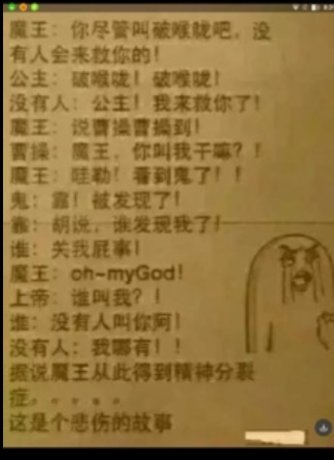 魔王：你尽管叫破喉咙吧，没
有人会来救你的！
公主：破喉咙！破喉咙！
没有人：公主！我来救你了！
魔王：说曹操曹操到！
曹操：魔王，你叫我干嘛？！
魔王：哇勒！看到鬼了！！
鬼：靠！被发现了！
靠：胡说，谁发现我了！
谁：关我屁事！
魔王：oh~myGod！
上帝：谁叫我？！
谁：没有人叫你阿！
没有人：我哪有！！
据说魔王从此得到精神分裂
症。。。。。
这是个悲伤的故事